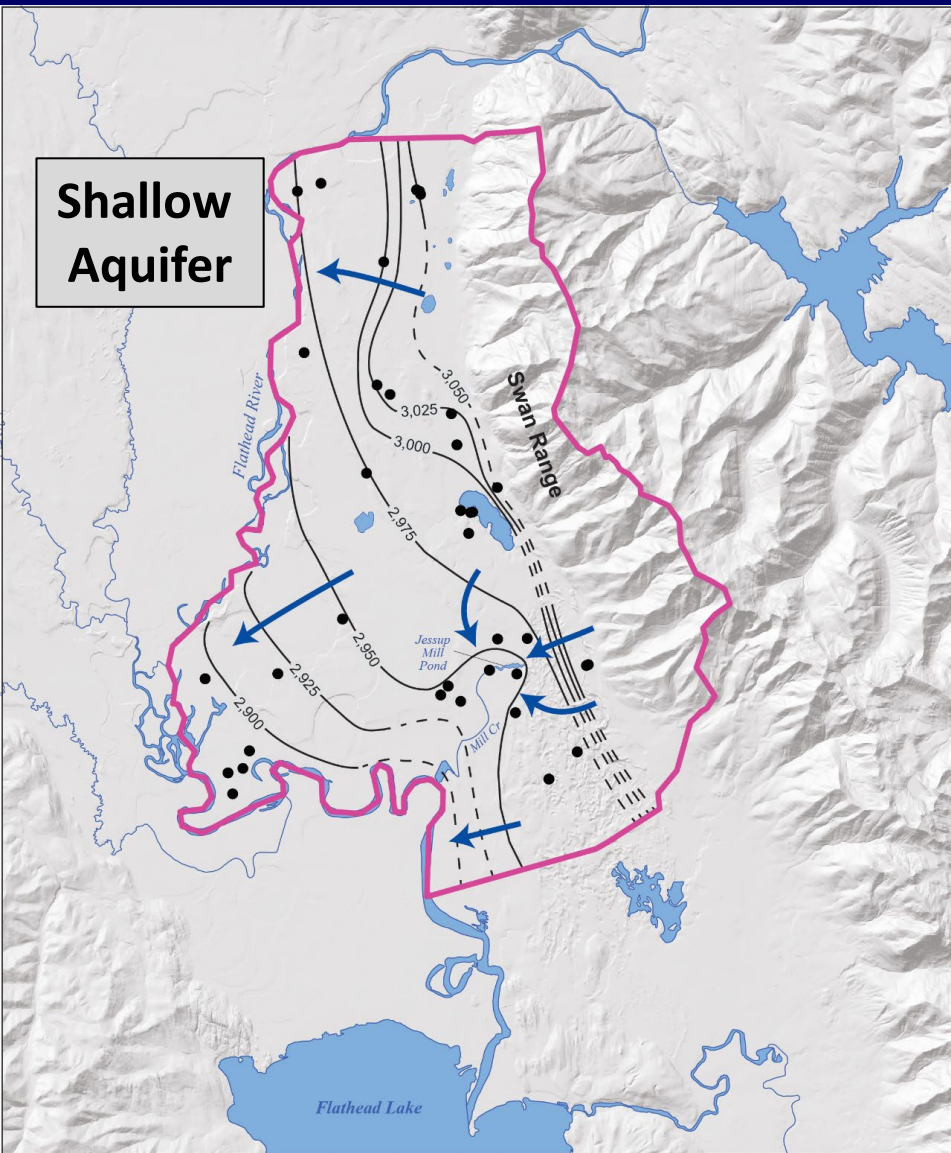 Shallow
Aquifer
Flathead River
Swan Range
3,050
3,025
3,000
2,975
Jessup
Mill
Pond
2,950
2,925
2,900
Mill Cr
Flathead Lake